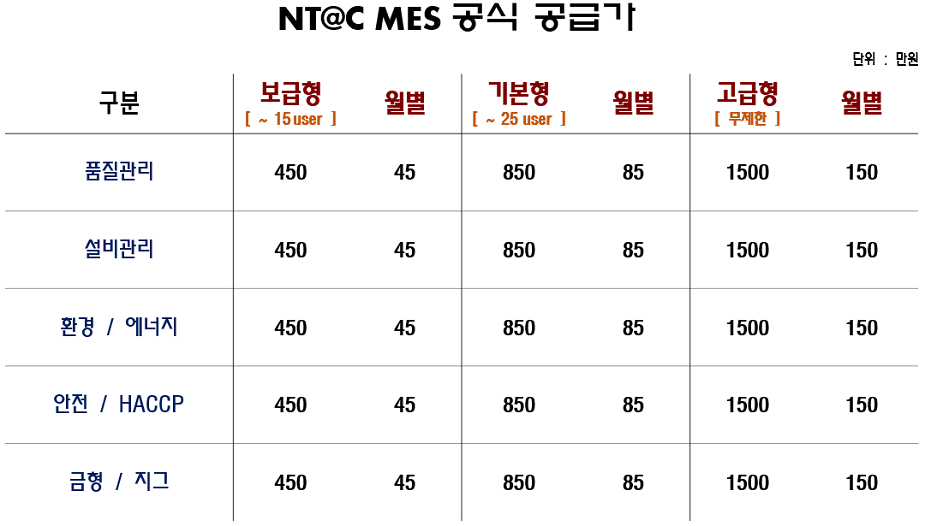 NT@C MES 공식 공급가
단위 : 만원
구분 보급형 월별 기본형 월별 고급형 월별
[ ~ 15 user ] [ ~ 25 user ] [ 무제한 ]
품질관리 450 45 850 85 1500 150
설비관리 450 45 850 85 1500 150
환경 / 에너지 450 45 850 85 1500 150
안전 / HACCP 450 45 850 85 1500 150
금형 / 지그 450 45 850 85 1500 150